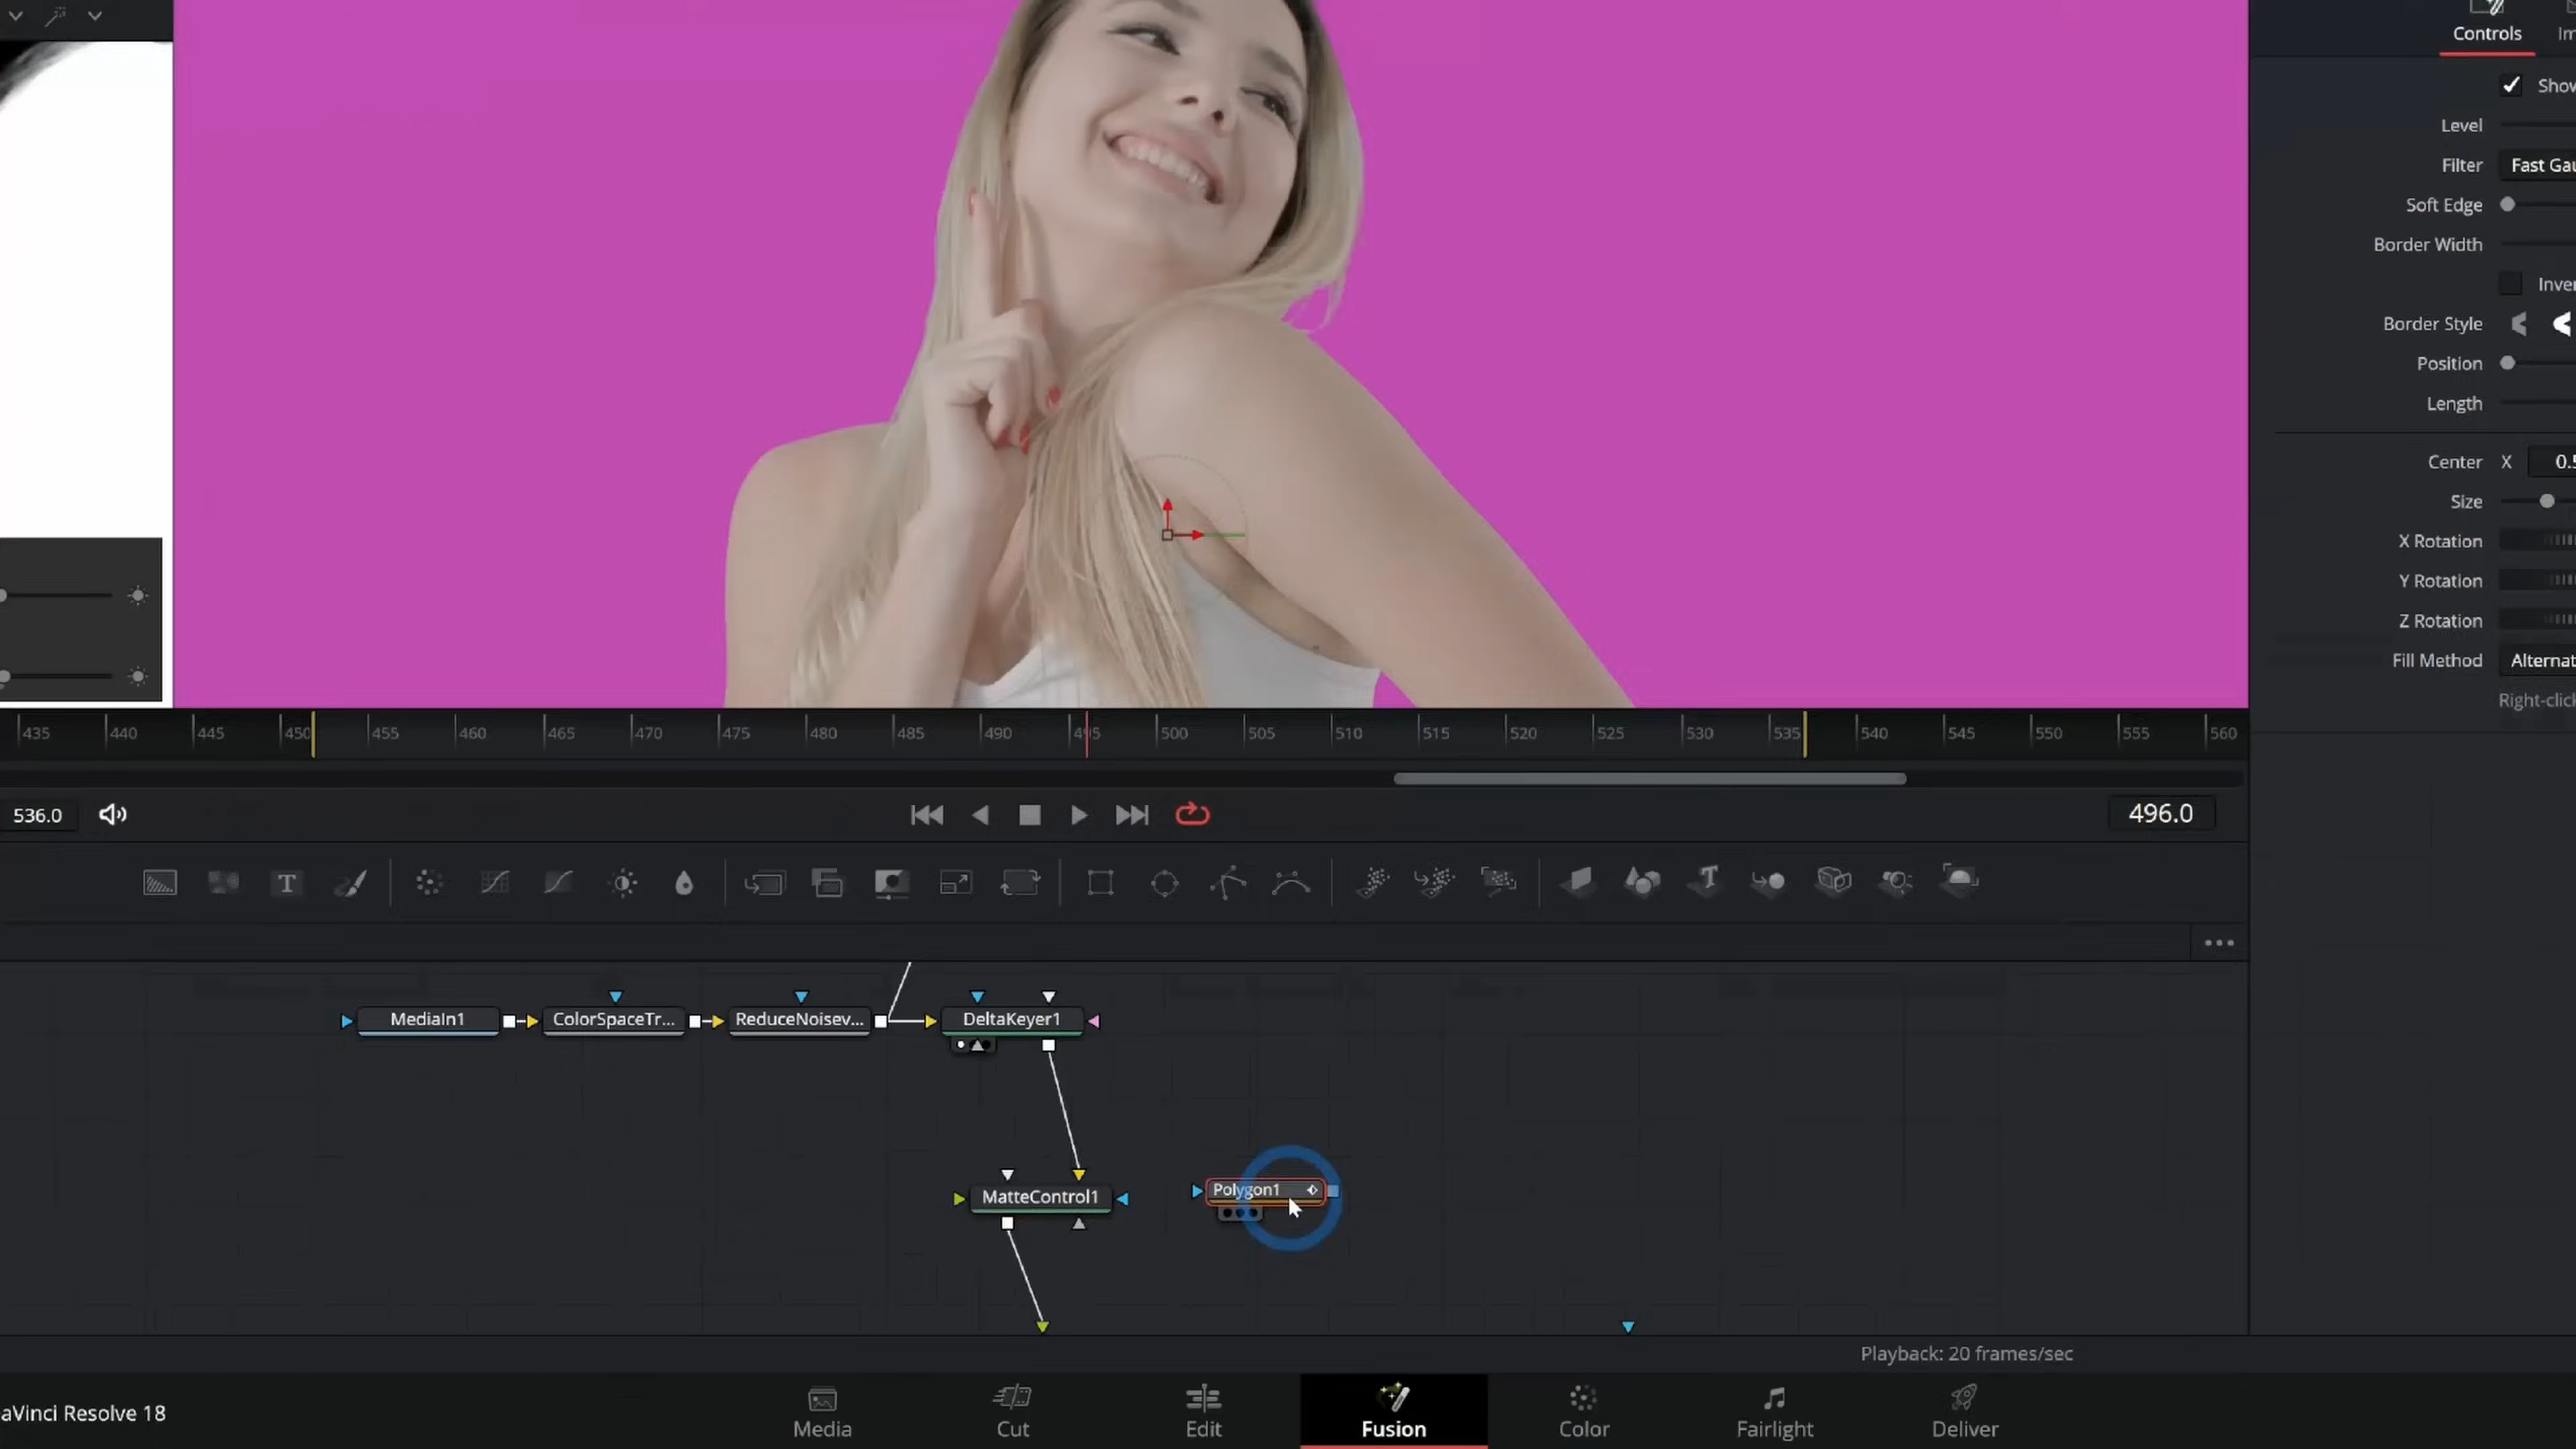 Controls
Level
Filter
Fast Gau
Soft Edge
Border Width
Border Style
Position
Length
Center X 0.5
Size
X Rotation
Y Rotation
Z Rotation
Fill Method
Alternat
Right-click
435 440 445 450 455 460 465 470 475 480 485 490 495 500 505 510 515 520 525 530 535 540 545 550 555 560
536.0
496.0
T
T
MediaIn1
ColorSpaceTr...
ReduceNoisev...
DeltaKeyer1
MatteControl1
Polygon1
Playback: 20 frames/sec
aVinci Resolve 18
Media
Cut
Edit
Fusion
Color
Fairlight
Deliver